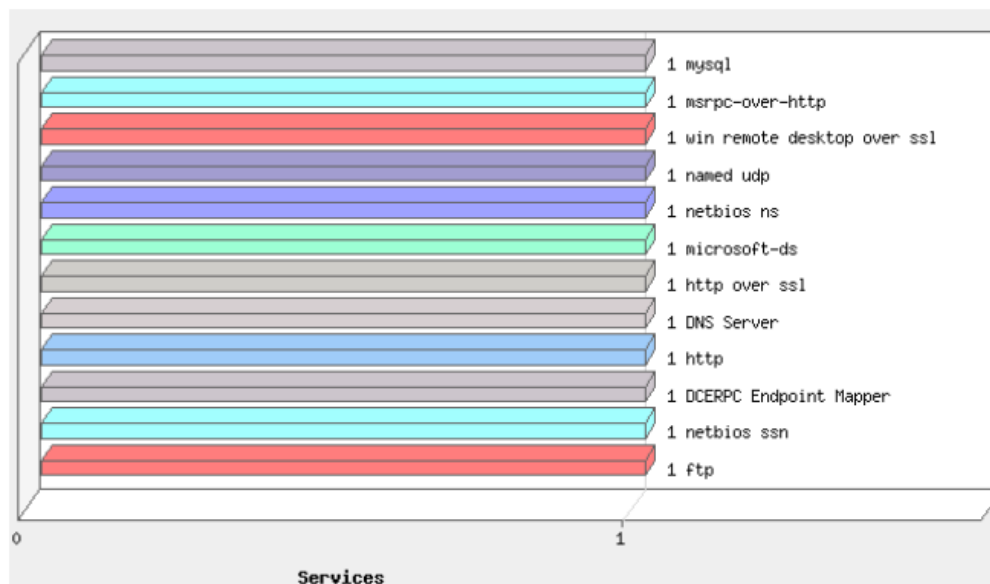 1 mysql
1 msrpc-over-http
1 win remote desktop over ssl
1 named udp
1 netbios ns
1 microsoft-ds
1 http over ssl
1 DNS Server
1 http
1 DCERPC Endpoint Mapper
1 netbios ssn
1 ftp
0 1
Services